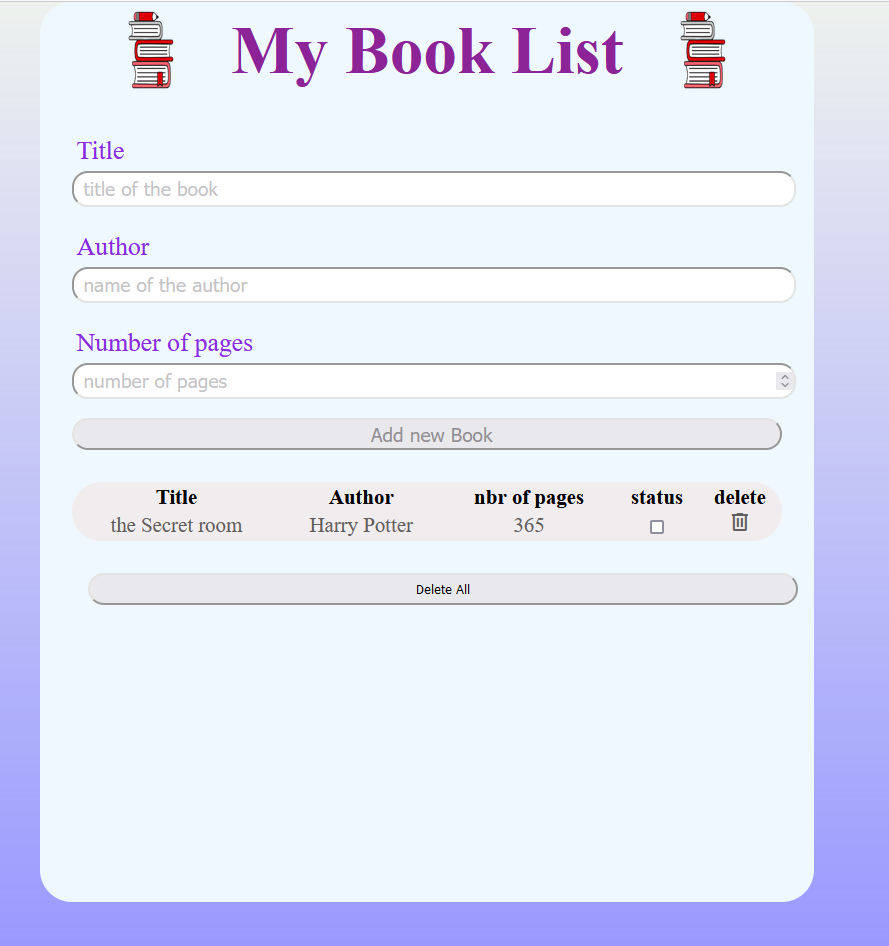 My Book List
Title
title of the book
Author
name of the author
Number of pages
number of pages
Add new Book
Title Author nbr of pages status delete
the Secret room Harry Potter 365
Delete All